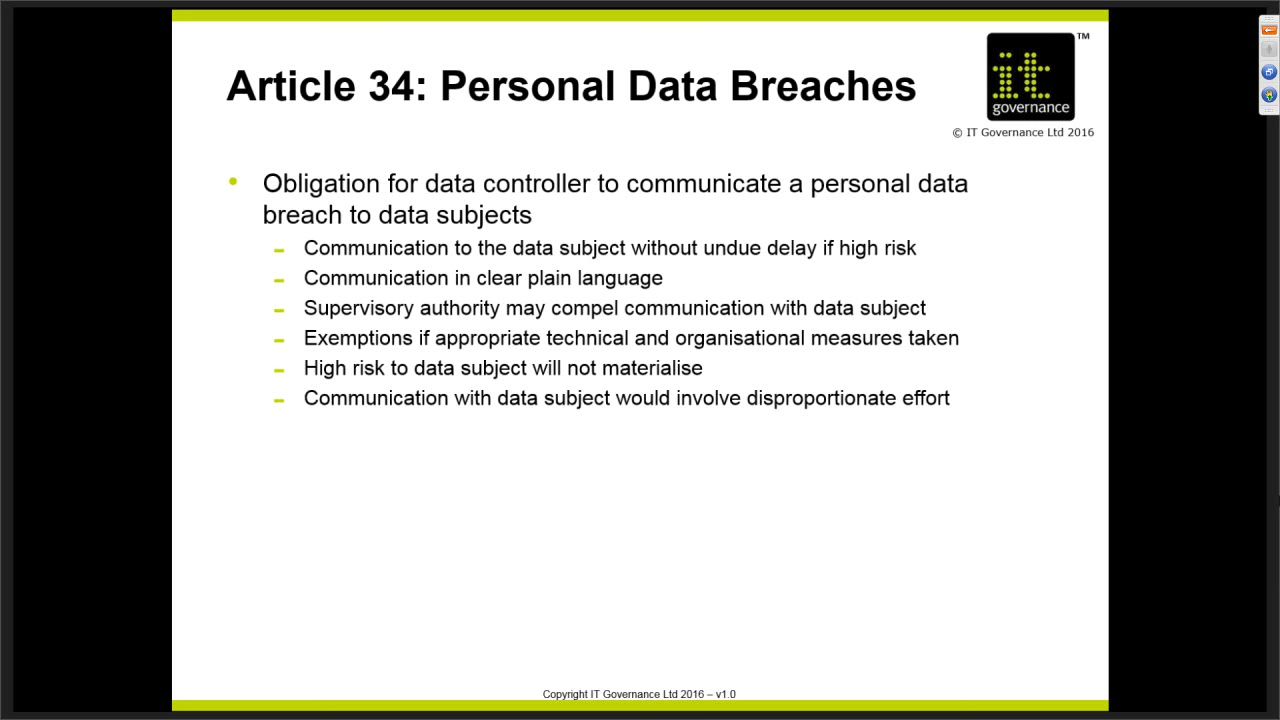 Article 34: Personal Data Breaches
it
governance
TM
© IT Governance Ltd 2016
• Obligation for data controller to communicate a personal data
breach to data subjects
– Communication to the data subject without undue delay if high risk
– Communication in clear plain language
– Supervisory authority may compel communication with data subject
– Exemptions if appropriate technical and organisational measures taken
– High risk to data subject will not materialise
– Communication with data subject would involve disproportionate effort
Copyright IT Governance Ltd 2016 – v1.0